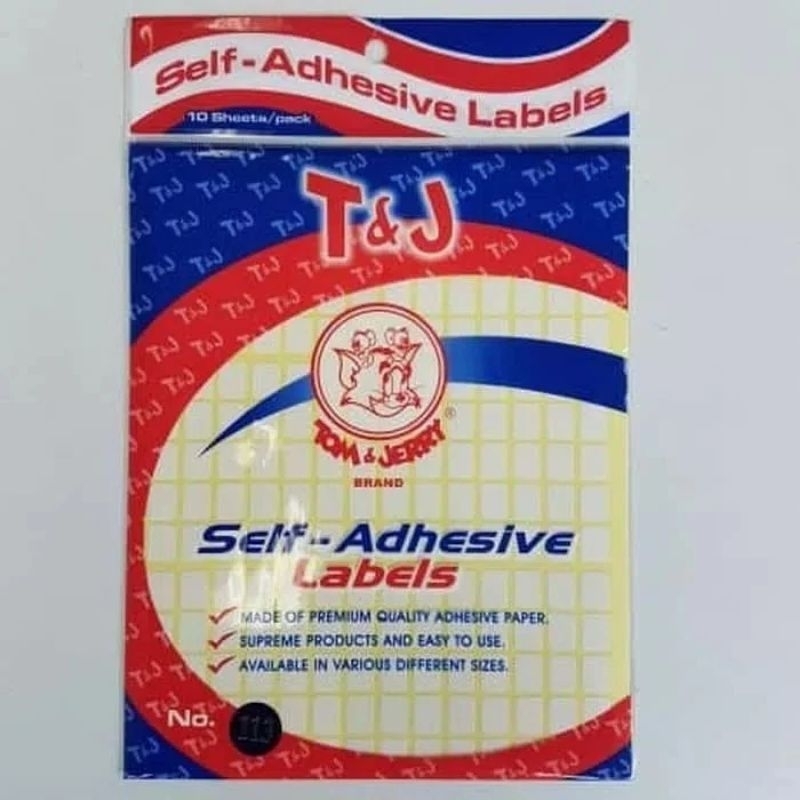 Self-Adhesive Labels
10 Sheets/pack
T&J
TOM & JERRY®
BRAND
Self-Adhesive
Labels
MADE OF PREMIUM QUALITY ADHESIVE PAPER.
SUPREME PRODUCTS AND EASY TO USE.
AVAILABLE IN VARIOUS DIFFERENT SIZES.
No. 113